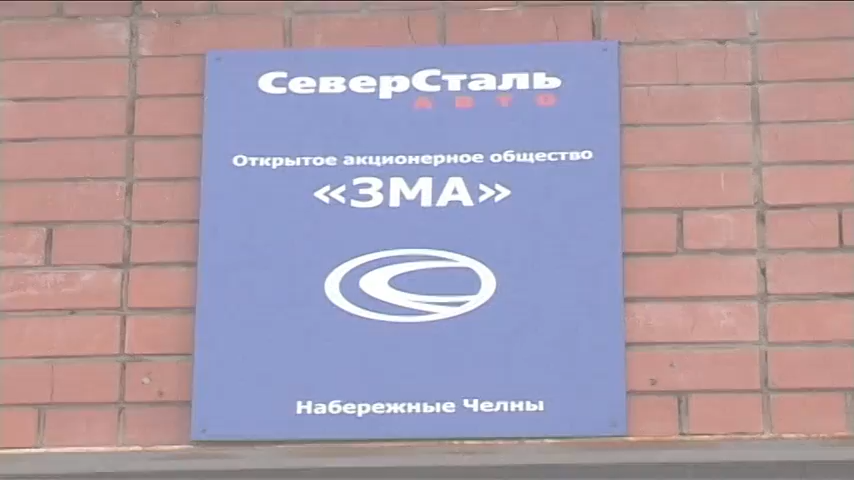 СеверСталь
АВТО
Открытое акционерное общество
«ЗМА»
Набережные Челны